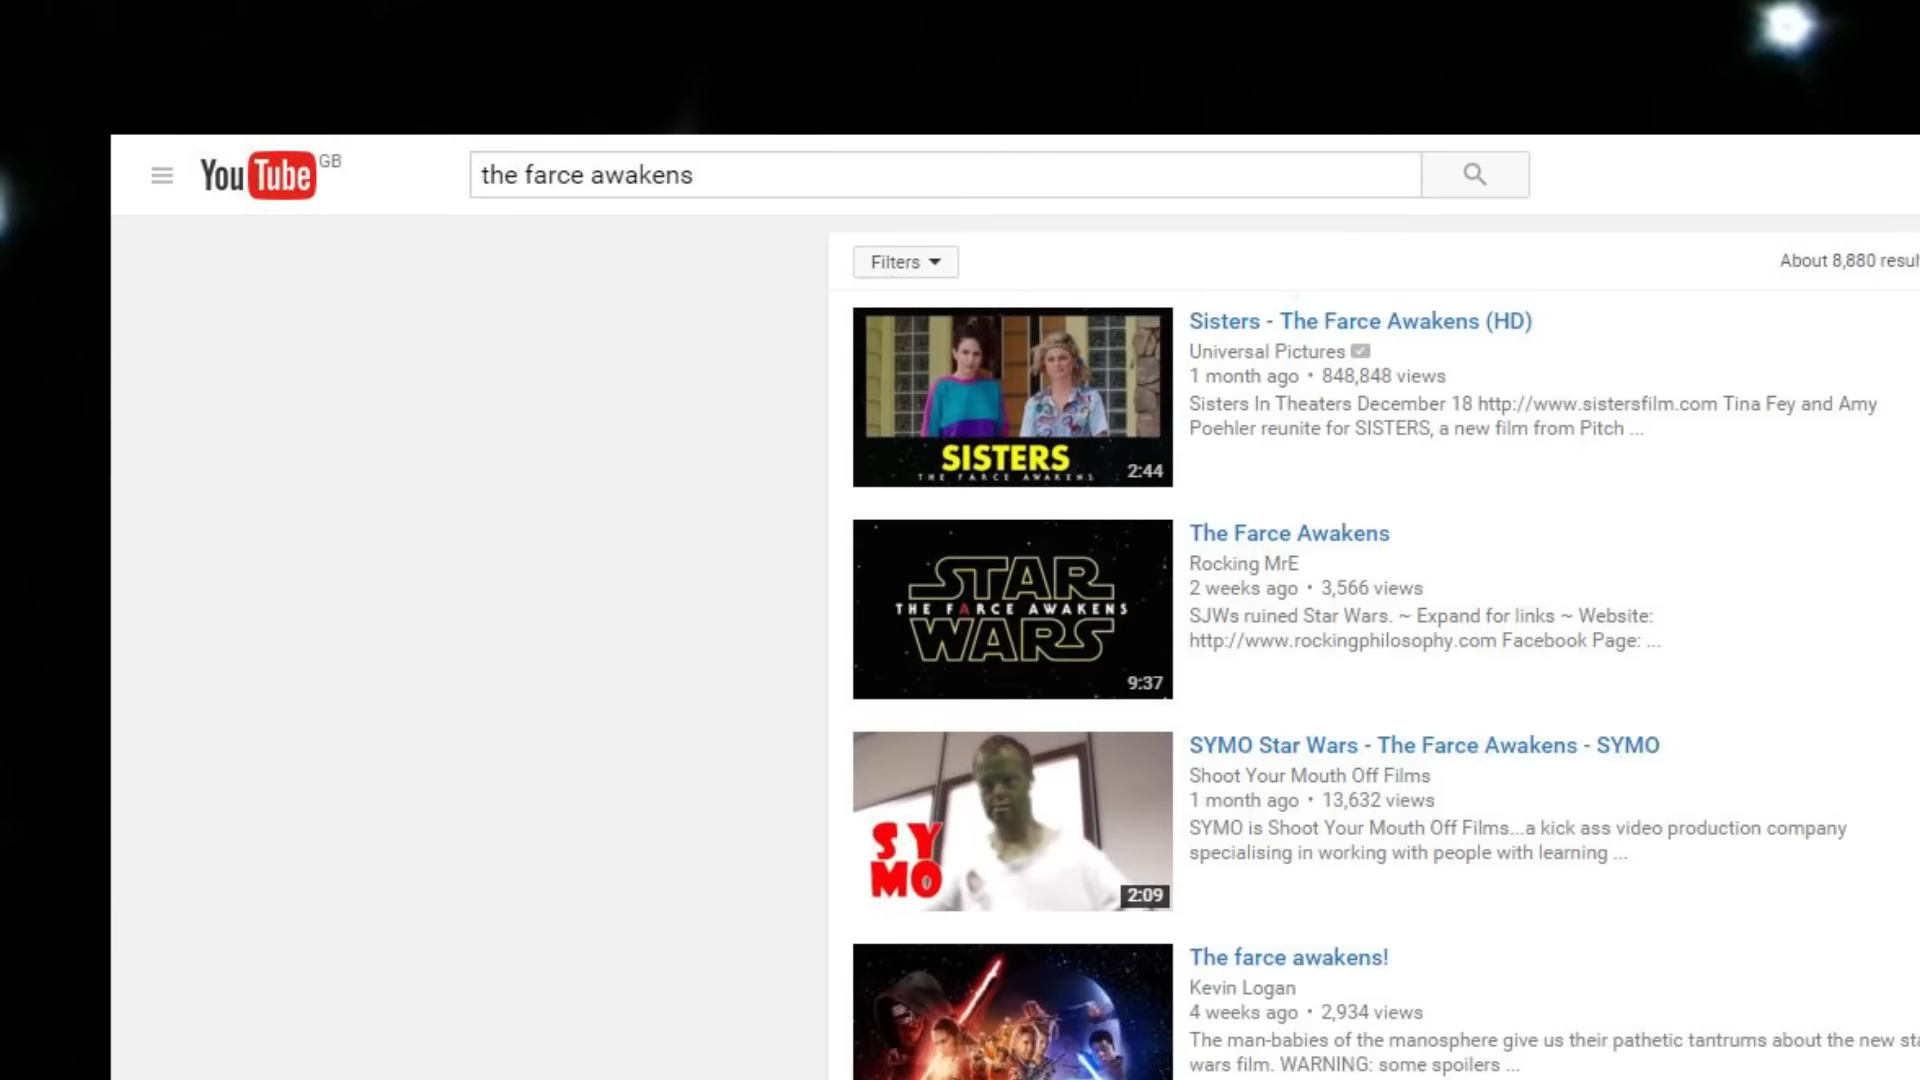 YouTube GB
the farce awakens
Filters
About 8,880 resul
SISTERS
THE FARCE AWAKENS
2:44
Sisters - The Farce Awakens (HD)
Universal Pictures
1 month ago • 848,848 views
Sisters In Theaters December 18 http://www.sistersfilm.com Tina Fey and Amy
Poehler reunite for SISTERS, a new film from Pitch ...
STAR
THE FARCE AWAKENS
WARS
9:37
The Farce Awakens
Rocking MrE
2 weeks ago • 3,566 views
SJWs ruined Star Wars. ~ Expand for links ~ Website:
http://www.rockingphilosophy.com Facebook Page: ...
SY
MO
2:09
SYMO Star Wars - The Farce Awakens - SYMO
Shoot Your Mouth Off Films
1 month ago • 13,632 views
SYMO is Shoot Your Mouth Off Films...a kick ass video production company
specialising in working with people with learning ...
The farce awakens!
Kevin Logan
4 weeks ago • 2,934 views
The man-babies of the manosphere give us their pathetic tantrums about the new sta
wars film. WARNING: some spoilers ...